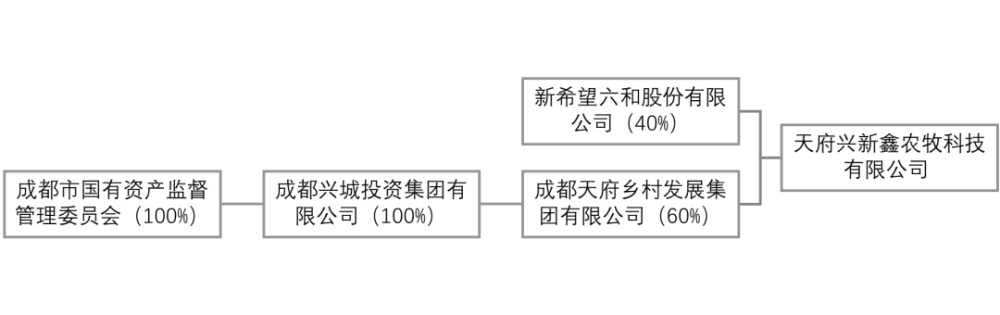 新希望六和股份有限
公司（40%）
天府兴新鑫农牧科技
有限公司
成都市国有资产监督
管理委员会（100%）
成都兴城投资集团有
限公司（100%）
成都天府乡村发展集
团有限公司（60%）